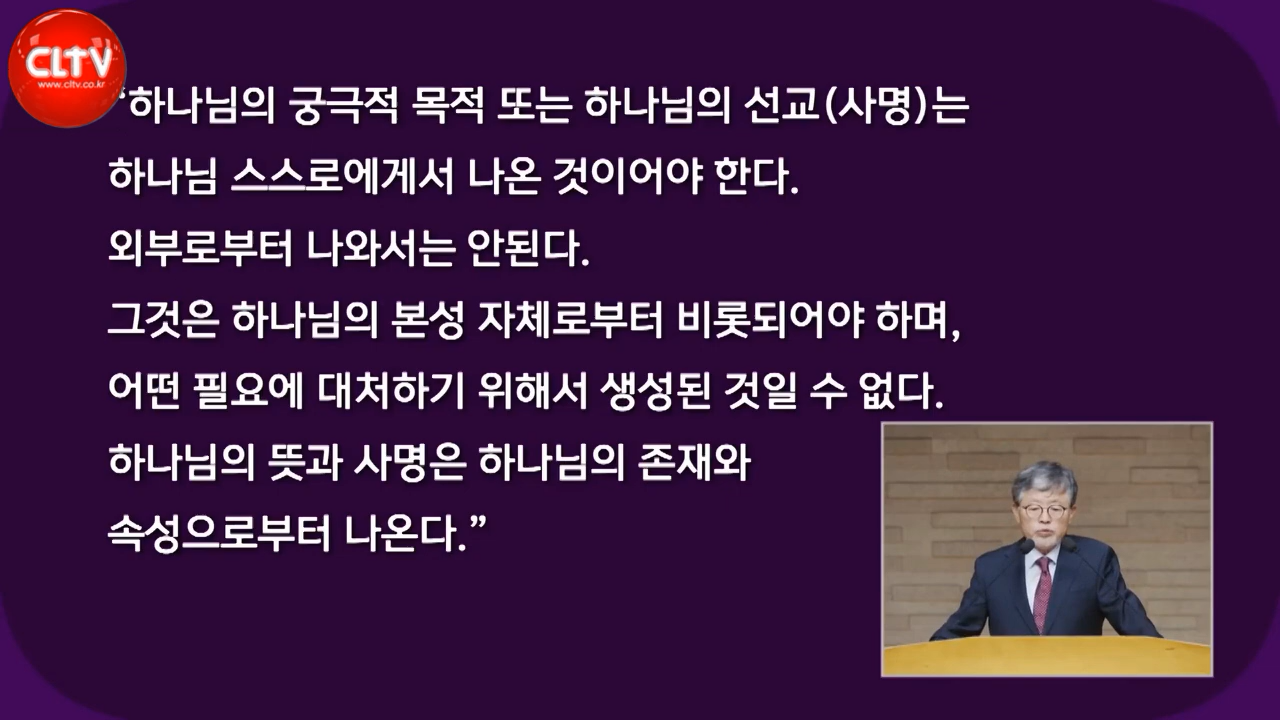 CLTV
www.cltv.co.kr
“하나님의 궁극적 목적 또는 하나님의 선교(사명)는
하나님 스스로에게서 나온 것이어야 한다.
외부로부터 나와서는 안된다.
그것은 하나님의 본성 자체로부터 비롯되어야 하며,
어떤 필요에 대처하기 위해서 생성된 것일 수 없다.
하나님의 뜻과 사명은 하나님의 존재와
속성으로부터 나온다.”